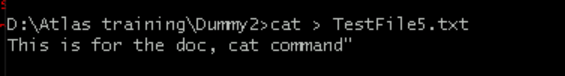 D:\Atlas training\Dummy2>cat > TestFile5.txt
This is for the doc, cat command"